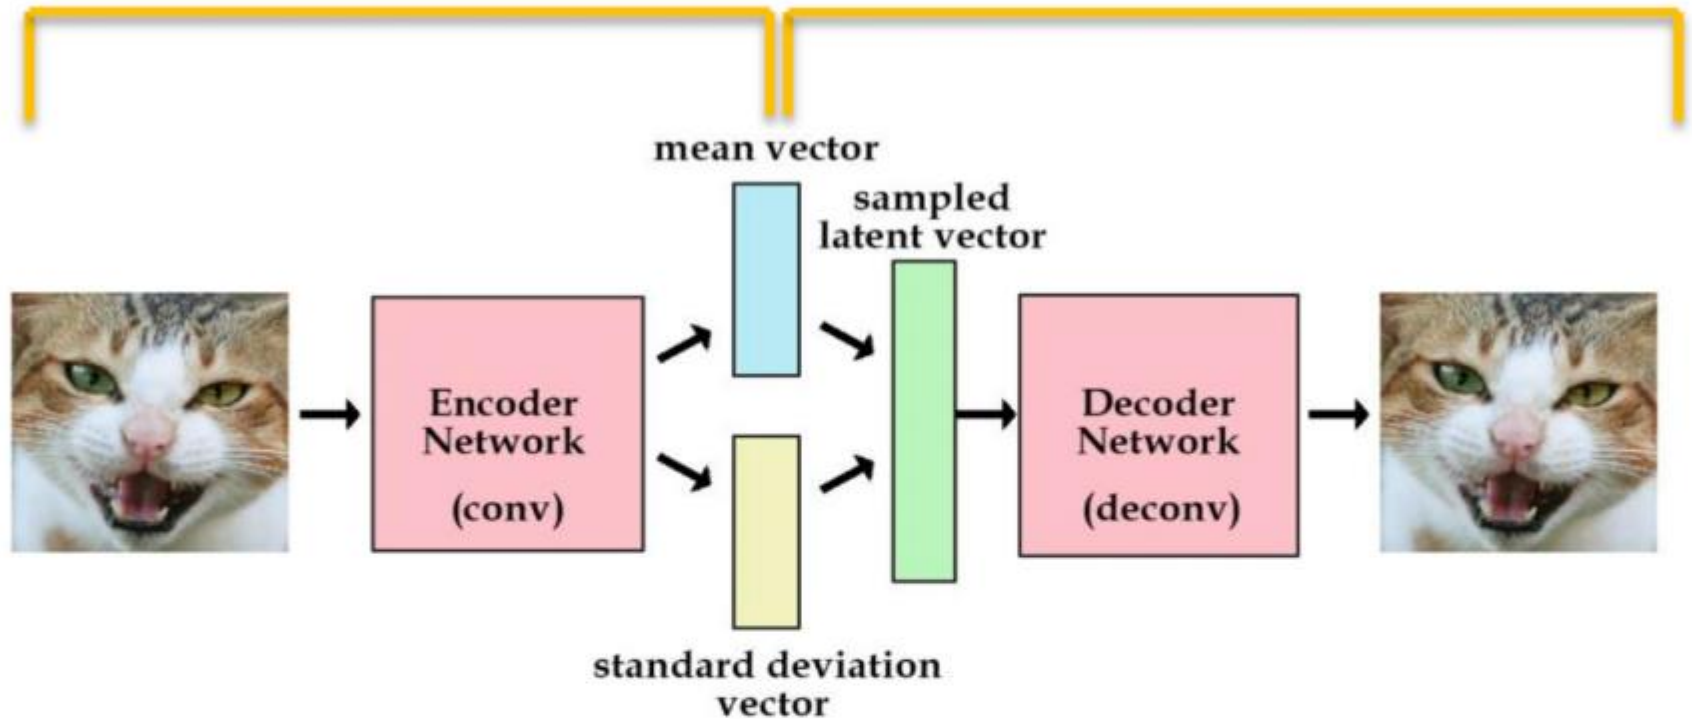 mean vector
sampled
latent vector
Encoder
Network
(conv)
Decoder
Network
(deconv)
standard deviation
vector